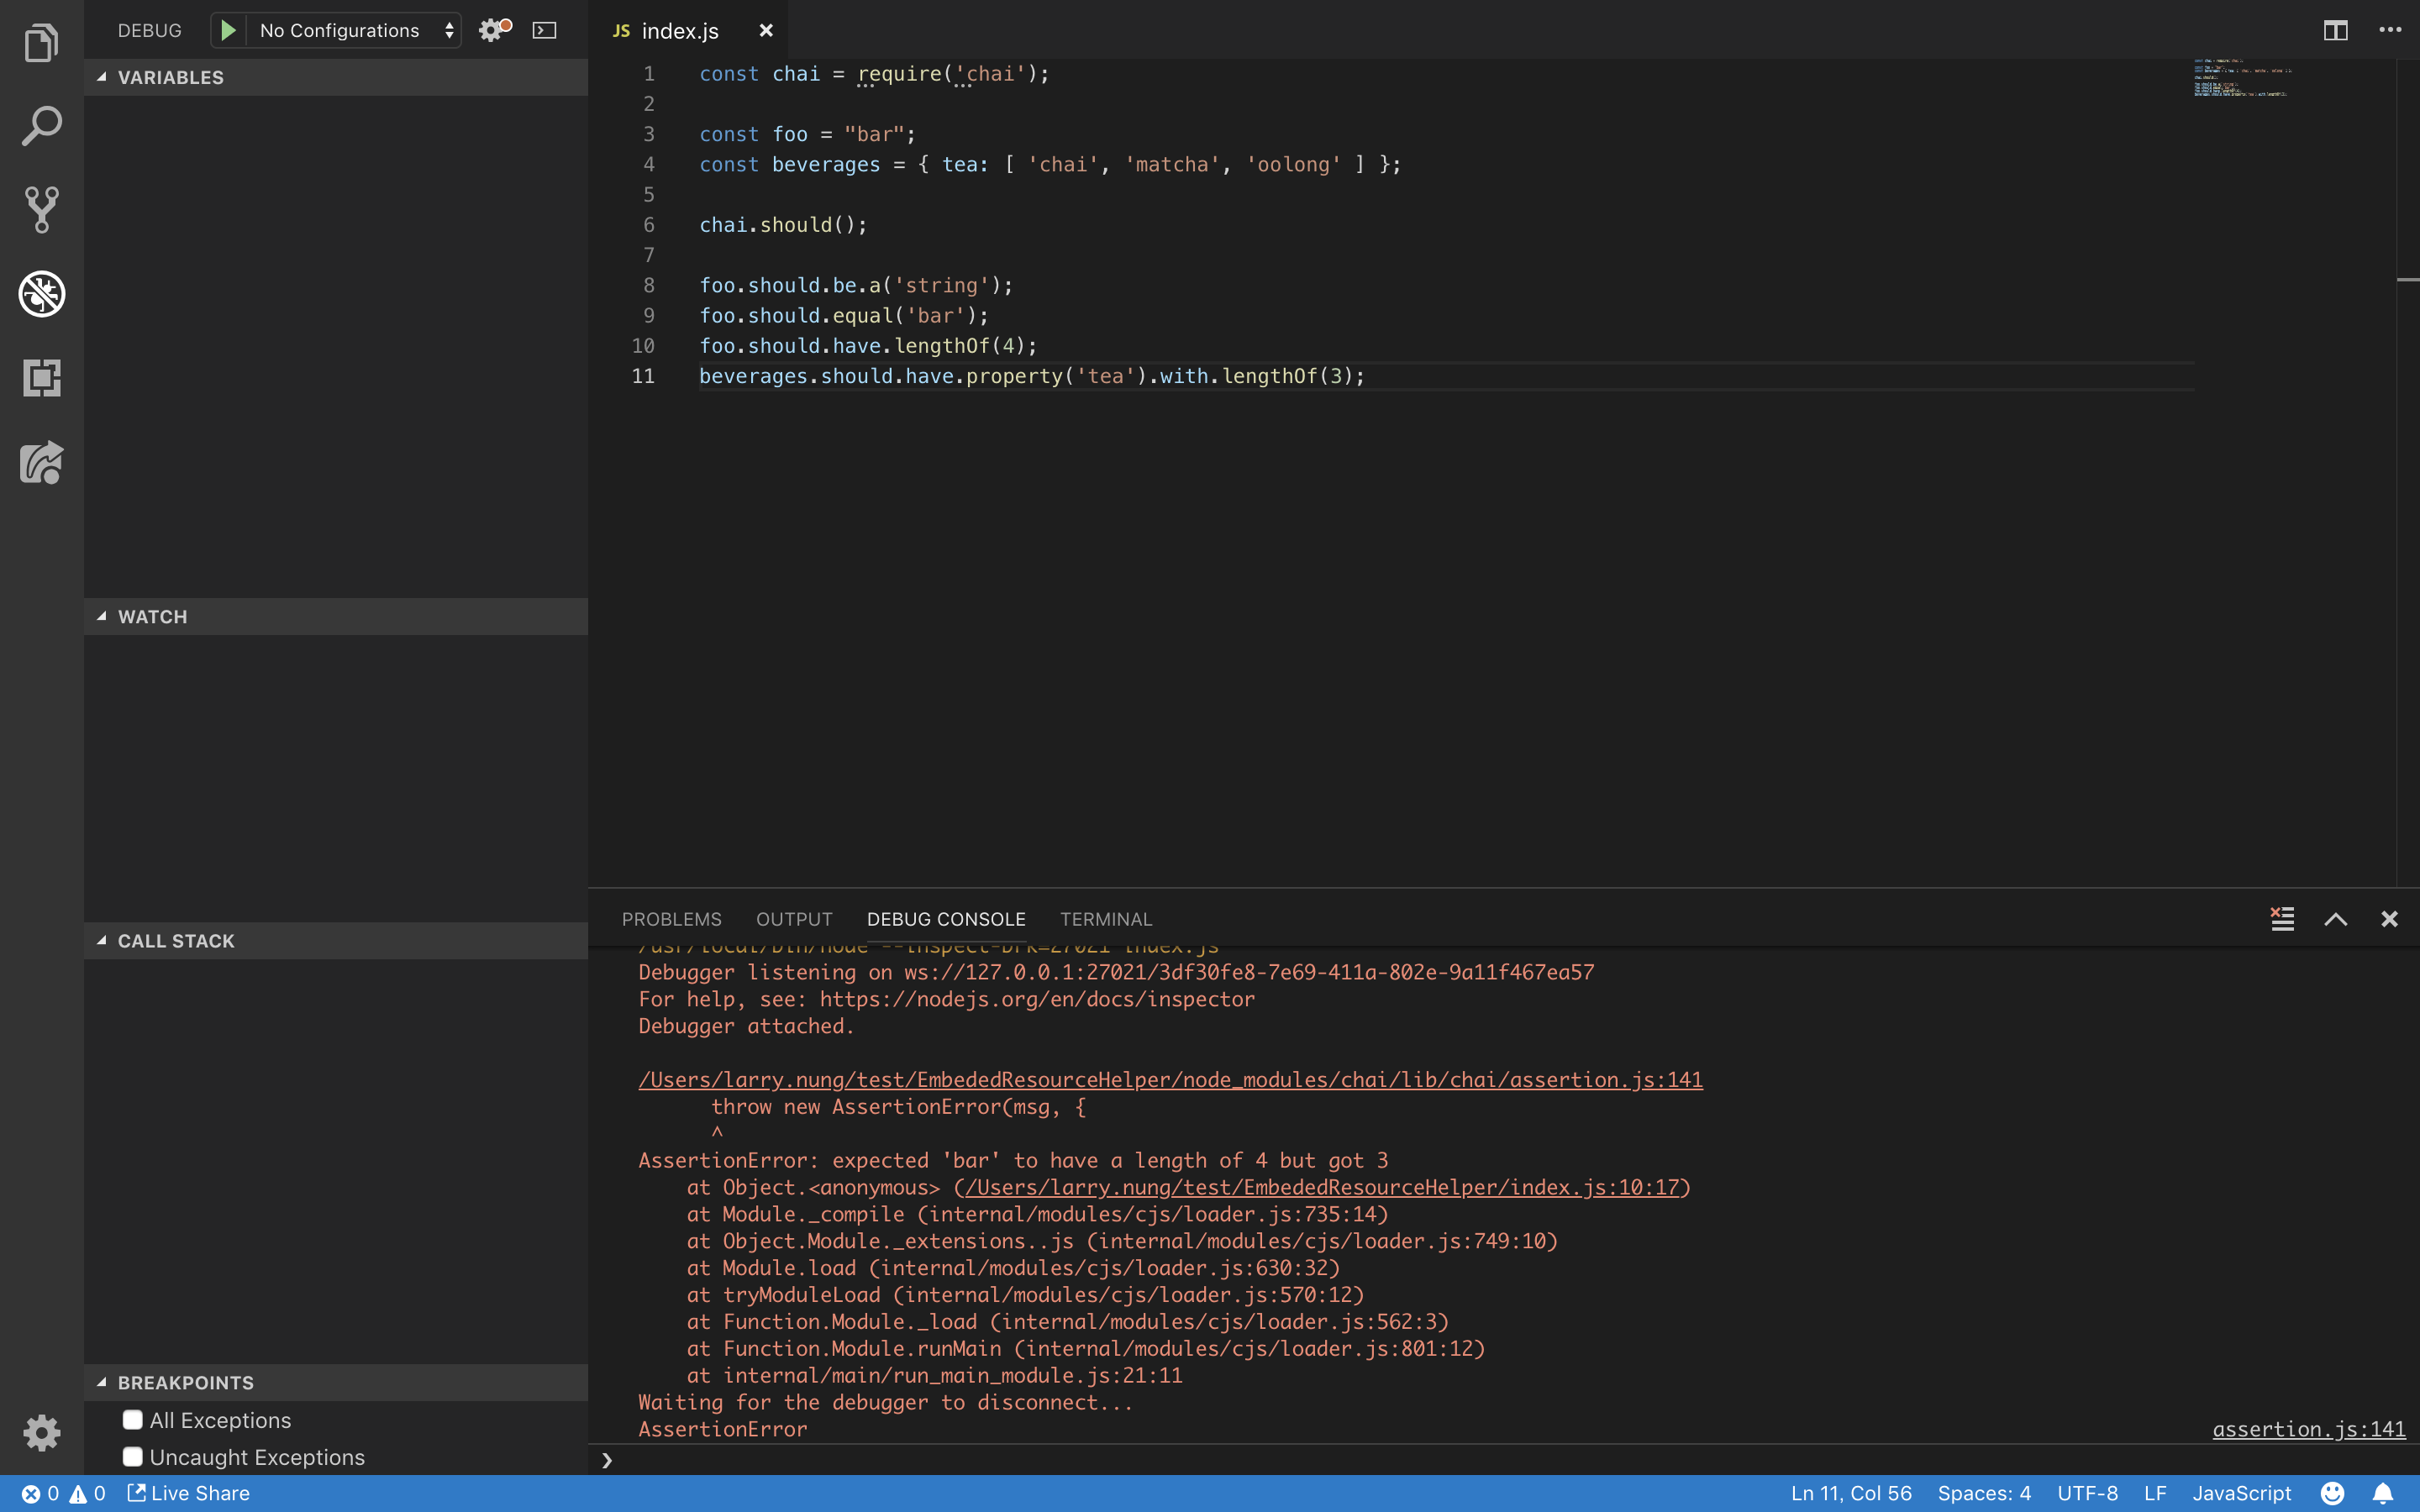 DEBUG
No Configurations
VARIABLES
WATCH
CALL STACK
BREAKPOINTS
All Exceptions
Uncaught Exceptions
JS index.js
1 const chai = require('chai');
2
3 const foo = "bar";
4 const beverages = { tea: [ 'chai', 'matcha', 'oolong' ] };
5
6 chai.should();
7
8 foo.should.be.a('string');
9 foo.should.equal('bar');
10 foo.should.have.lengthOf(4);
11 beverages.should.have.property('tea').with.lengthOf(3);
PROBLEMS OUTPUT DEBUG CONSOLE TERMINAL
/usr/local/bin/node --inspect-brk=27021 index.js
Debugger listening on ws://127.0.0.1:27021/3df30fe8-7e69-411a-802e-9a11f467ea57
For help, see: https://nodejs.org/en/docs/inspector
Debugger attached.
/Users/larry.nung/test/EmbededResourceHelper/node_modules/chai/lib/chai/assertion.js:141
throw new AssertionError(msg, {
^
AssertionError: expected 'bar' to have a length of 4 but got 3
at Object.<anonymous> (/Users/larry.nung/test/EmbededResourceHelper/index.js:10:17)
at Module._compile (internal/modules/cjs/loader.js:735:14)
at Object.Module._extensions..js (internal/modules/cjs/loader.js:749:10)
at Module.load (internal/modules/cjs/loader.js:630:32)
at tryModuleLoad (internal/modules/cjs/loader.js:570:12)
at Function.Module._load (internal/modules/cjs/loader.js:562:3)
at Function.Module.runMain (internal/modules/cjs/loader.js:801:12)
at internal/main/run_main_module.js:21:11
Waiting for the debugger to disconnect...
AssertionError assertion.js:141
0 0 Live Share Ln 11, Col 56 Spaces: 4 UTF-8 LF JavaScript